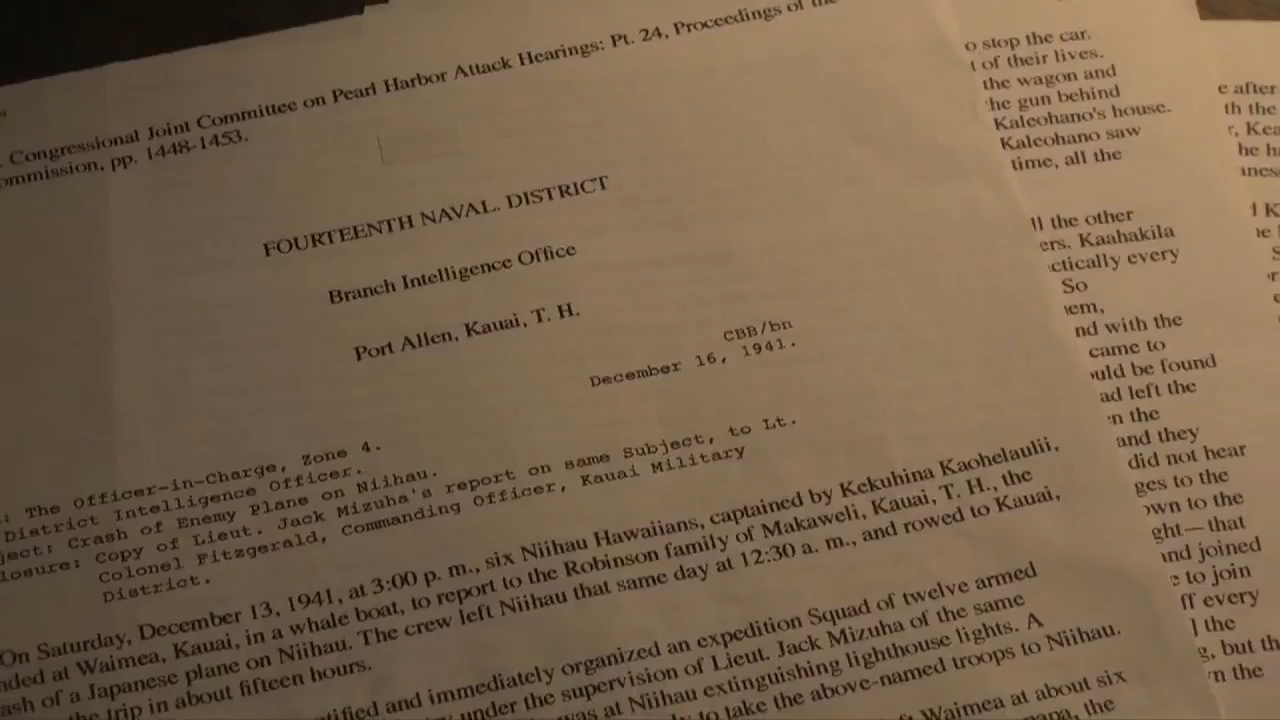 Congressional Joint Committee on Pearl Harbor Attack Hearings: Pt. 24, Proceedings of the
ommission, pp. 1448-1453.
FOURTEENTH NAVAL. DISTRICT
Branch Intelligence Office
Port Allen, Kauai, T. H.
CBB/bn
December 16, 1941.
: The Officer-in-Charge, Zone 4.
District Intelligence Officer.
ject: Crash of Enemy Plane on Niihau.
losure: Copy of Lieut. Jack Mizuha's report on same Subject, to Lt.
Colonel Fitzgerald, Commanding Officer, Kauai Military
District.
On Saturday, December 13, 1941, at 3:00 p. m., six Niihau Hawaiians, captained by Kekuhina Kaohelaulii,
nded at Waimea, Kauai, in a whale boat, to report to the Robinson family of Makaweli, Kauai, T. H., the
ash of a Japanese plane on Niihau. The crew left Niihau that same day at 12:30 a. m., and rowed to Kauai,
the trip in about fifteen hours.
tified and immediately organized an expedition Squad of twelve armed
under the supervision of Lieut. Jack Mizuha of the same
was at Niihau extinguishing lighthouse lights. A
to take the above-named troops to Niihau.
Waimea at about six
the
o stop the car.
t of their lives.
the wagon and
he gun behind
Kaleohano's house.
Kaleohano saw
time, all the
ll the other
ers. Kaahakila
ctically every
So
em,
nd with the
came to
ould be found
ad left the
n the
and they
did not hear
ges to the
own to the
ght—that
and joined
e to join
ff every
l the
g, but th
n the
e after
th the
r, Kea
he ha